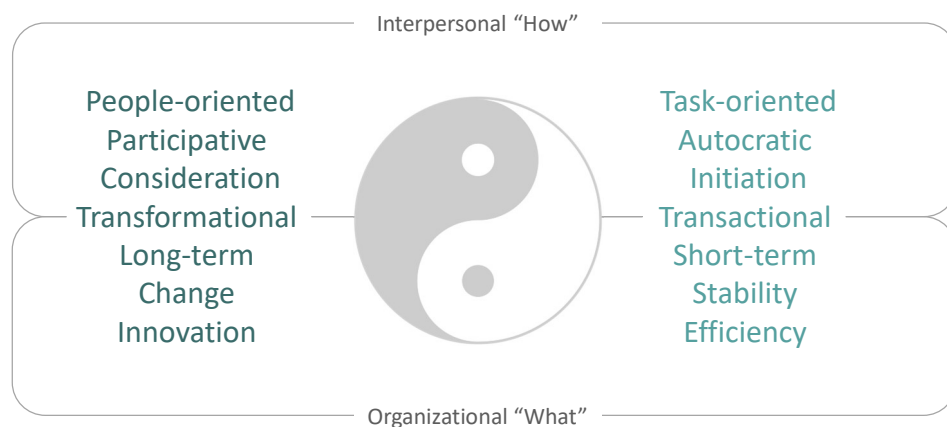 Interpersonal “How”
People-oriented
Participative
Consideration
Transformational
Long-term
Change
Innovation
Task-oriented
Autocratic
Initiation
Transactional
Short-term
Stability
Efficiency
Organizational “What”